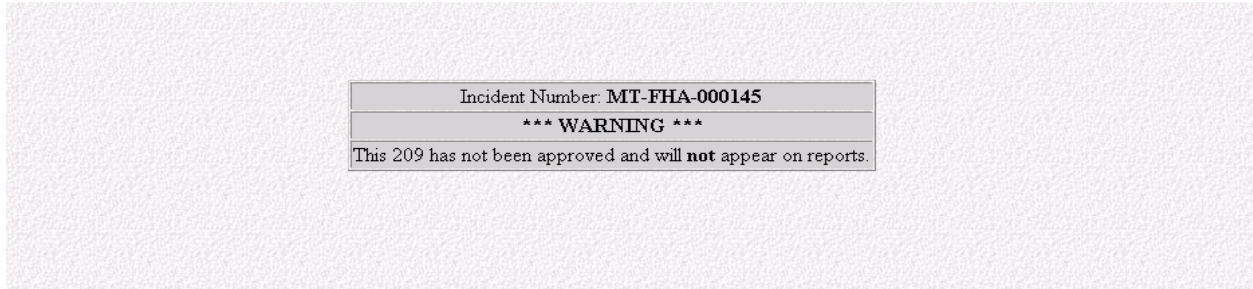 Incident Number: MT-FHA-000145
*** WARNING ***
This 209 has not been approved and will not appear on reports.